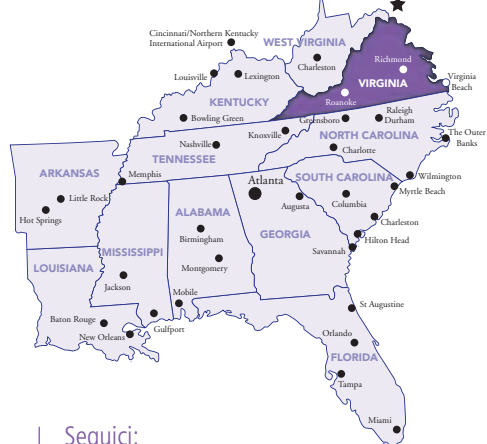 Cincinnati/Northern Kentucky
International Airport
WEST VIRGINIA
Charleston
Richmond
VIRGINIA
Virginia
Beach
Louisville
Lexington
KENTUCKY
Roanoke
Bowling Green
Greensboro
Raleigh
Durham
Knoxville
NORTH CAROLINA
The Outer
Banks
Nashville
Charlotte
TENNESSEE
ARKANSAS
Memphis
Atlanta
SOUTH CAROLINA
Wilmington
Myrtle Beach
Little Rock
Hot Springs
Augusta
Columbia
ALABAMA
Charleston
Birmingham
GEORGIA
Hilton Head
Savannah
LOUISIANA
MISSISSIPPI
Montgomery
Jackson
Mobile
St Augustine
Baton Rouge
New Orleans
Gulfport
Orlando
FLORIDA
Tampa
Miami
Seguici: